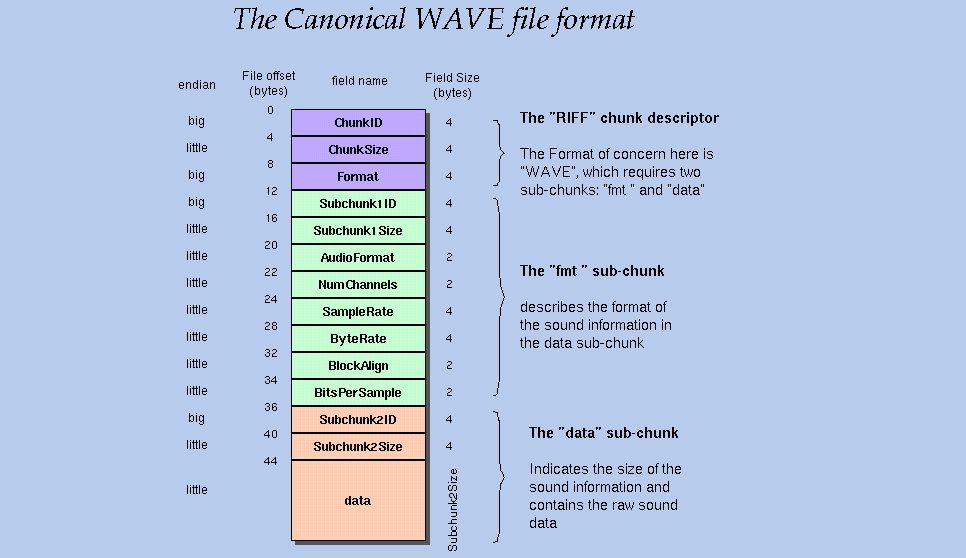 The Canonical WAVE file format
endian
File offset
(bytes)
field name
Field Size
(bytes)
0
big
ChunkID
4
4
little
ChunkSize
4
8
big
Format
4
12
big
Subchunk1ID
4
16
little
Subchunk1Size
4
20
little
AudioFormat
2
22
little
NumChannels
2
24
little
SampleRate
4
28
little
ByteRate
4
32
little
BlockAlign
2
34
little
BitsPerSample
2
36
big
Subchunk2ID
4
40
little
Subchunk2Size
4
44
little
data
Subchunk2Size
The "RIFF" chunk descriptor
The Format of concern here is
"WAVE", which requires two
sub-chunks: "fmt " and "data"
The "fmt " sub-chunk
describes the format of
the sound information in
the data sub-chunk
The "data" sub-chunk
Indicates the size of the
sound information and
contains the raw sound
data